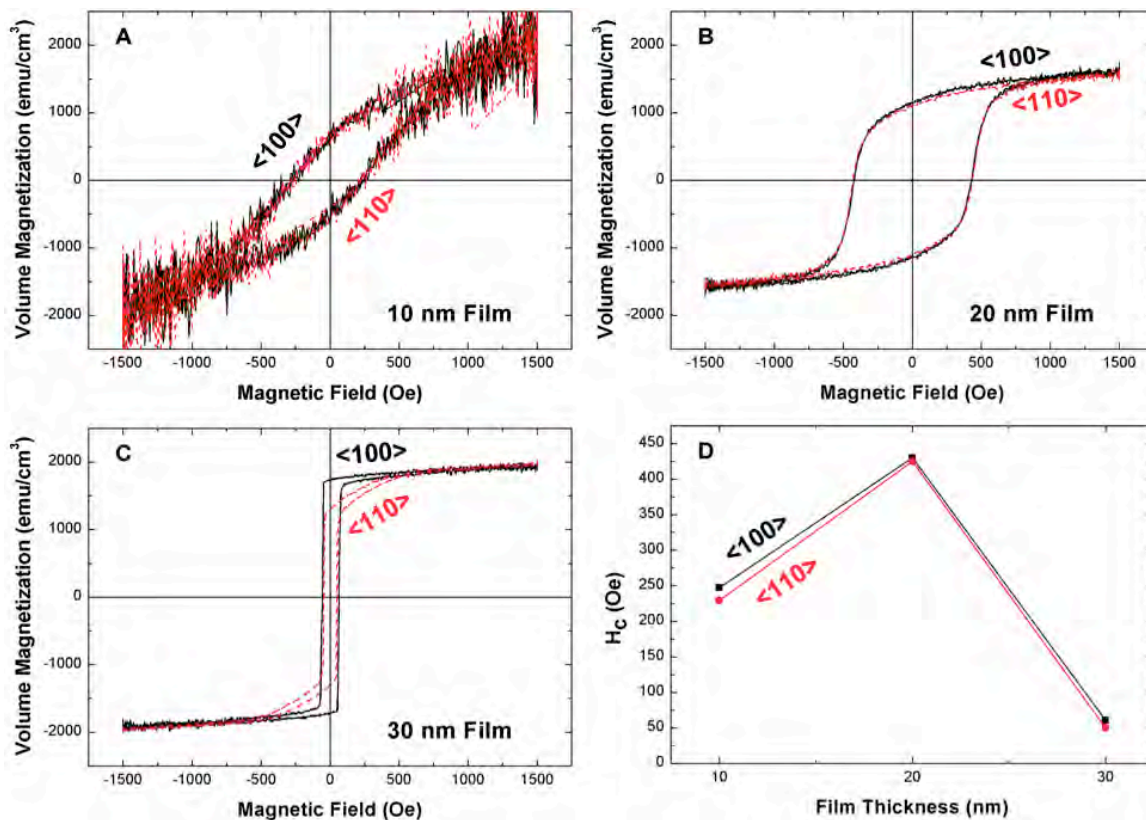 A
<100>
<110>
10 nm Film
Volume Magnetization (emu/cm³)
2000
1000
0
-1000
-2000
-1500 -1000 -500 0 500 1000 1500
Magnetic Field (Oe)
B
<100>
<110>
20 nm Film
Volume Magnetization (emu/cm³)
2000
1000
0
-1000
-2000
-1500 -1000 -500 0 500 1000 1500
Magnetic Field (Oe)
C
<100>
<110>
30 nm Film
Volume Magnetization (emu/cm³)
2000
1000
0
-1000
-2000
-1500 -1000 -500 0 500 1000 1500
Magnetic Field (Oe)
D
<100>
<110>
H_C (Oe)
450
400
350
300
250
200
150
100
50
0
10 20 30
Film Thickness (nm)